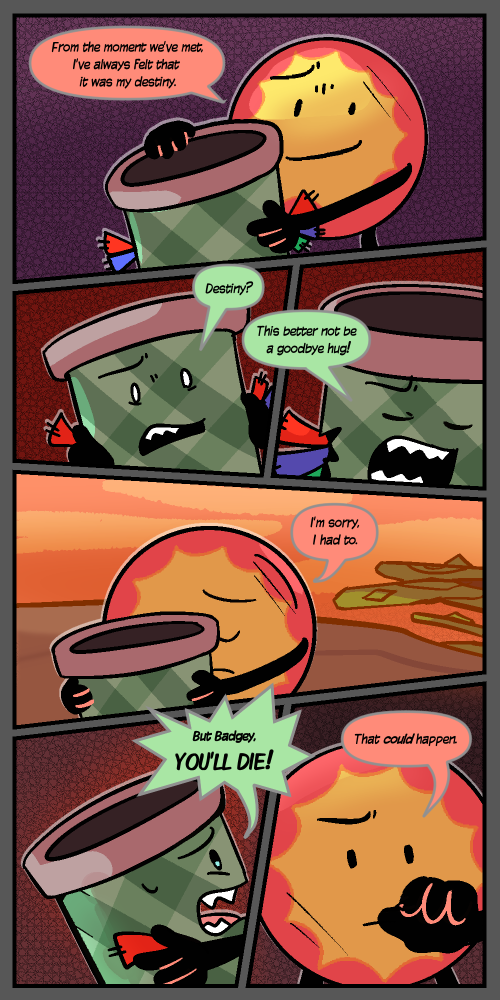 From the moment we've met,
I've always felt that
it was my destiny.
Destiny?
This better not be
a goodbye hug!
I'm sorry,
I had to.
But Badgey,
YOU'LL DIE!
That could happen.